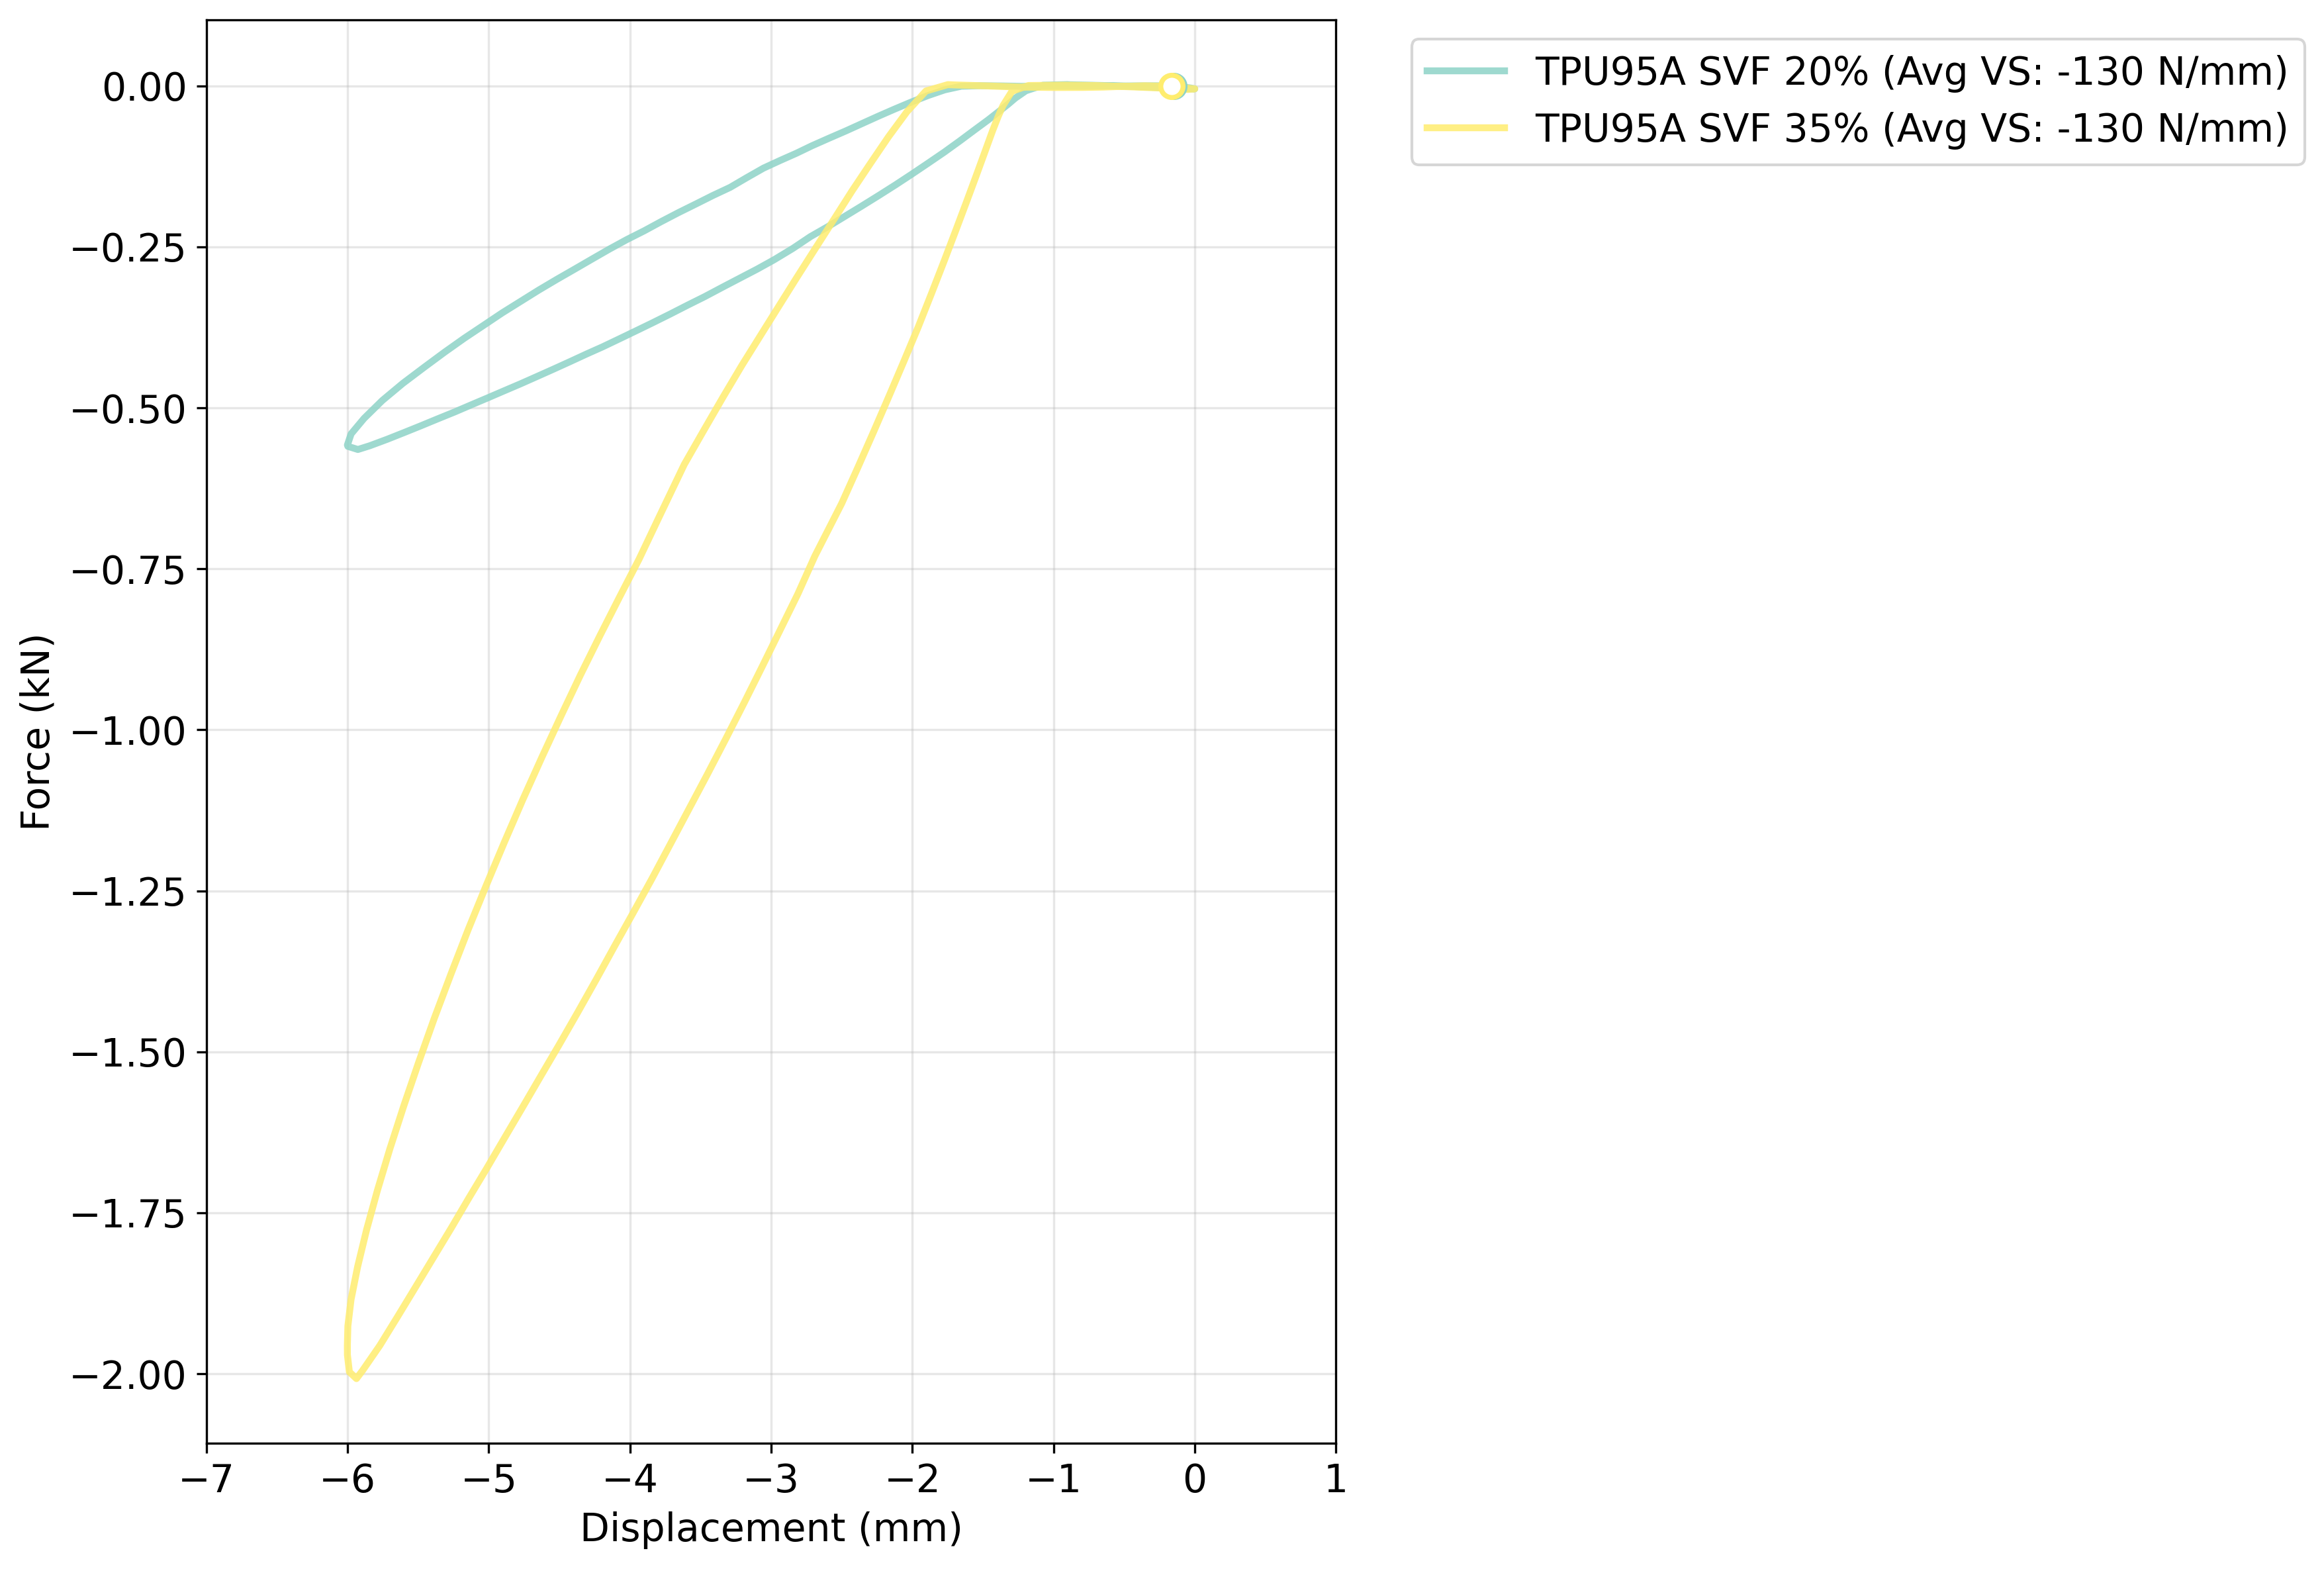 TPU95A SVF 20% (Avg VS: -130 N/mm)
TPU95A SVF 35% (Avg VS: -130 N/mm)
0.00
−0.25
−0.50
−0.75
−1.00
−1.25
−1.50
−1.75
−2.00
Force (kN)
−7 −6 −5 −4 −3 −2 −1 0 1
Displacement (mm)